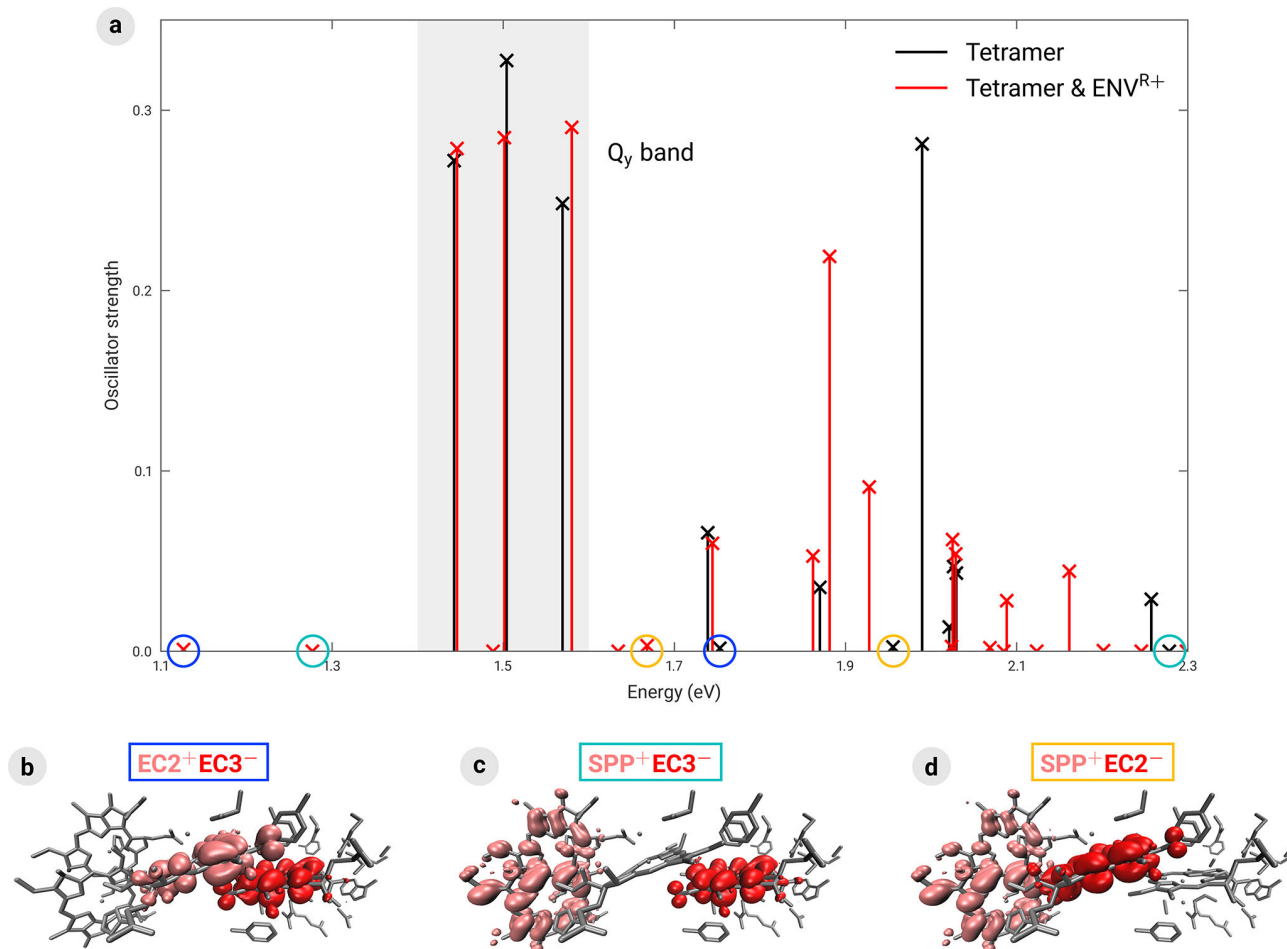 a
Tetramer
Tetramer & ENV^R+
Q_y band
Oscillator strength
0.3
0.2
0.1
0.0
1.1 1.3 1.5 1.7 1.9 2.1 2.3
Energy (eV)
b EC2⁺EC3⁻
c SPP⁺EC3⁻
d SPP⁺EC2⁻